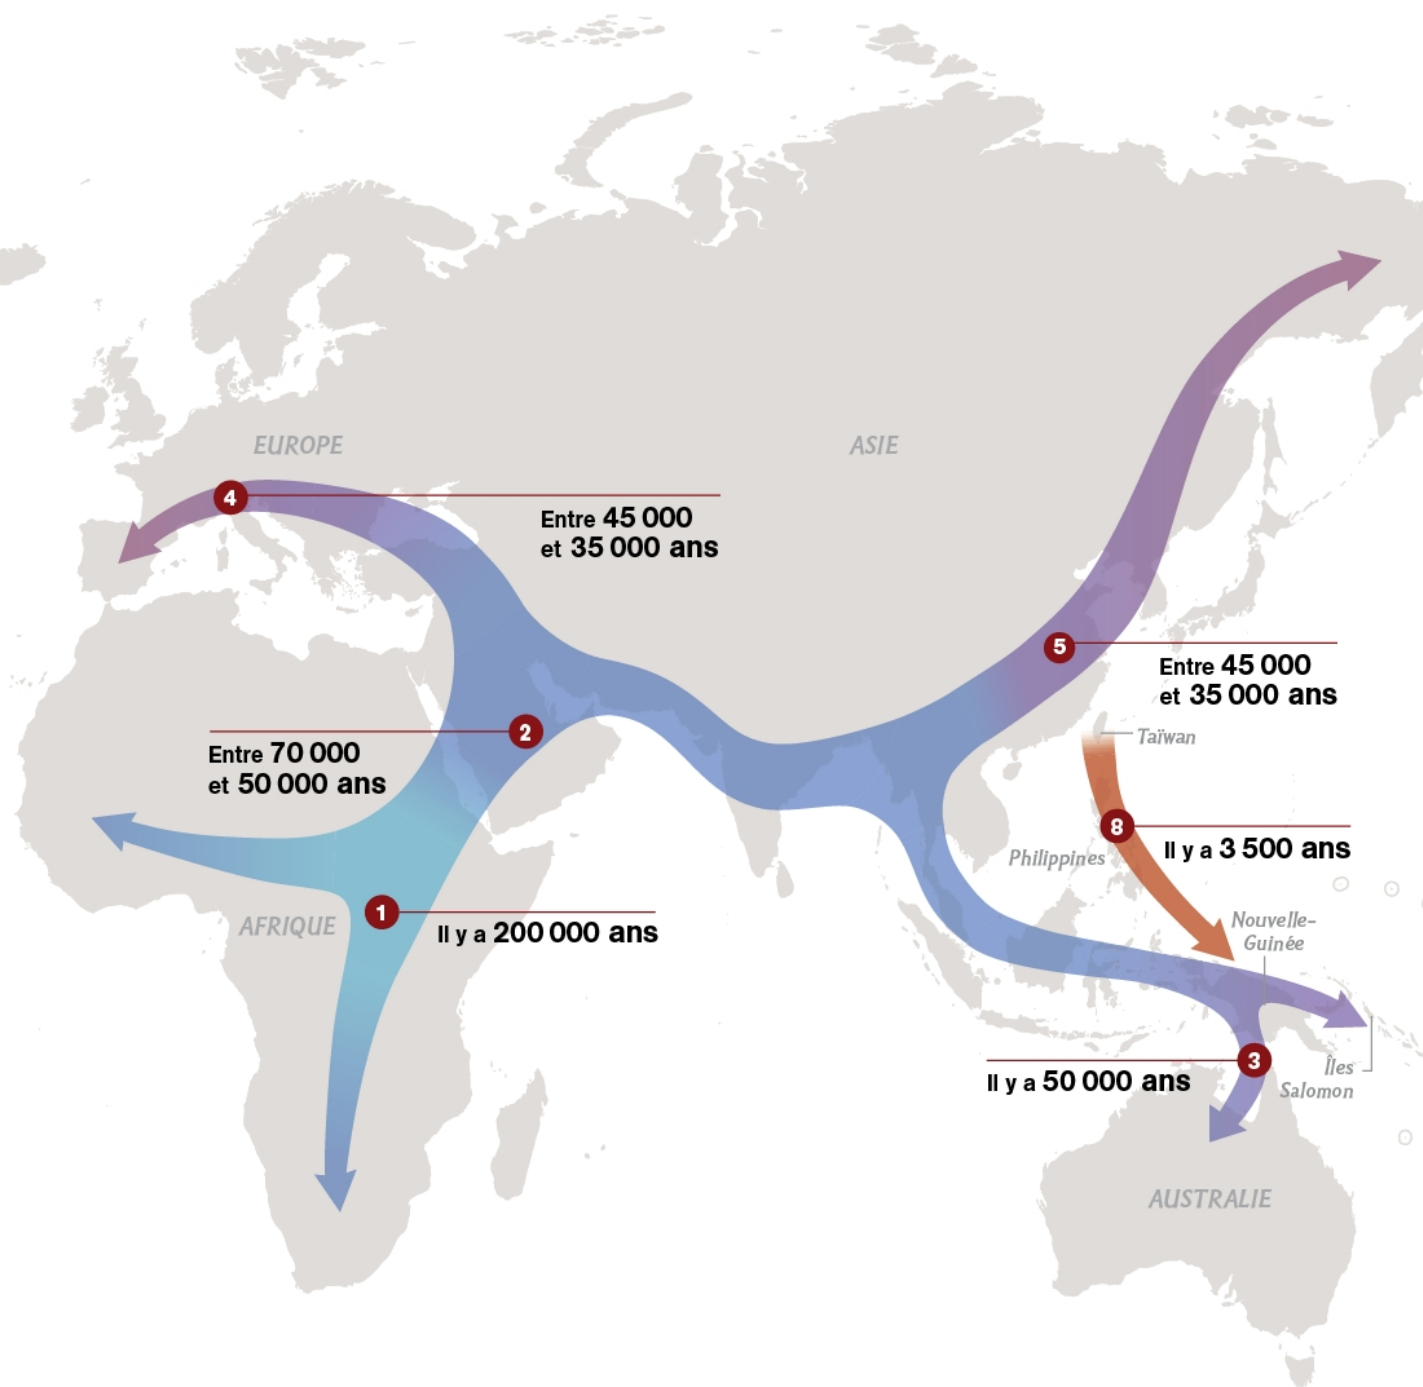 EUROPE
ASIE
4
Entre 45 000
et 35 000 ans
5
Entre 45 000
et 35 000 ans
2
Entre 70 000
et 50 000 ans
Taïwan
8
Il y a 3 500 ans
Philippines
1
AFRIQUE
Il y a 200 000 ans
Nouvelle-
Guinée
3
Il y a 50 000 ans
Îles
Salomon
AUSTRALIE